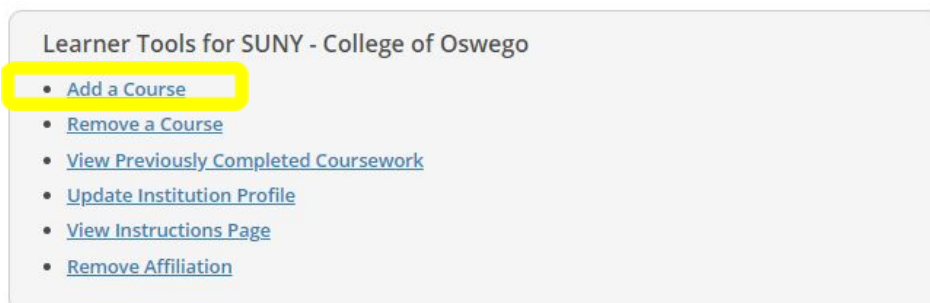 Learner Tools for SUNY - College of Oswego
• Add a Course
• Remove a Course
• View Previously Completed Coursework
• Update Institution Profile
• View Instructions Page
• Remove Affiliation